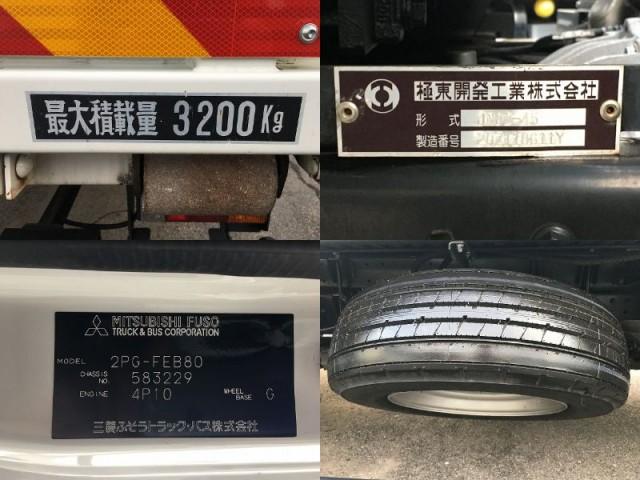 最大積載量 3200Kg
極東開発工業株式会社
形式
製造番号
MITSUBISHI FUSO
TRUCK & BUS CORPORATION
MODEL 2PG-FEB80
CHASSIS NO. 583229
ENGINE 4P10 WHEEL BASE G
三菱ふそうトラック・バス株式会社